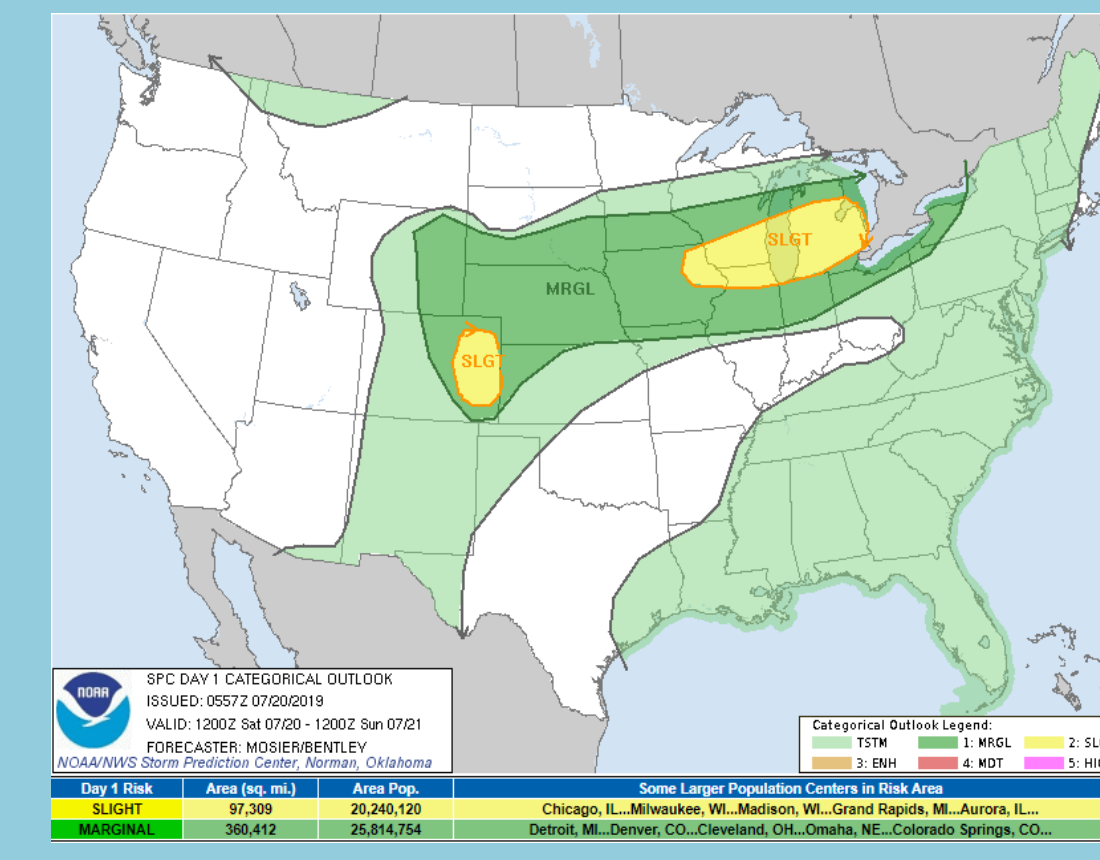 SLGT
MRGL
SLGT
NOAA
SPC DAY 1 CATEGORICAL OUTLOOK
ISSUED: 0557Z 07/20/2019
VALID: 1200Z Sat 07/20 - 1200Z Sun 07/21
FORECASTER: MOSIER/BENTLEY
NOAA/NWS Storm Prediction Center, Norman, Oklahoma
Categorical Outlook Legend:
TSTM 1: MRGL 2: SL
3: ENH 4: MDT 5: HIG
Day 1 Risk Area (sq. mi.) Area Pop. Some Larger Population Centers in Risk Area
SLIGHT 97,309 20,240,120 Chicago, IL...Milwaukee, WI...Madison, WI...Grand Rapids, MI...Aurora, IL...
MARGINAL 360,412 25,814,754 Detroit, MI...Denver, CO...Cleveland, OH...Omaha, NE...Colorado Springs, CO...